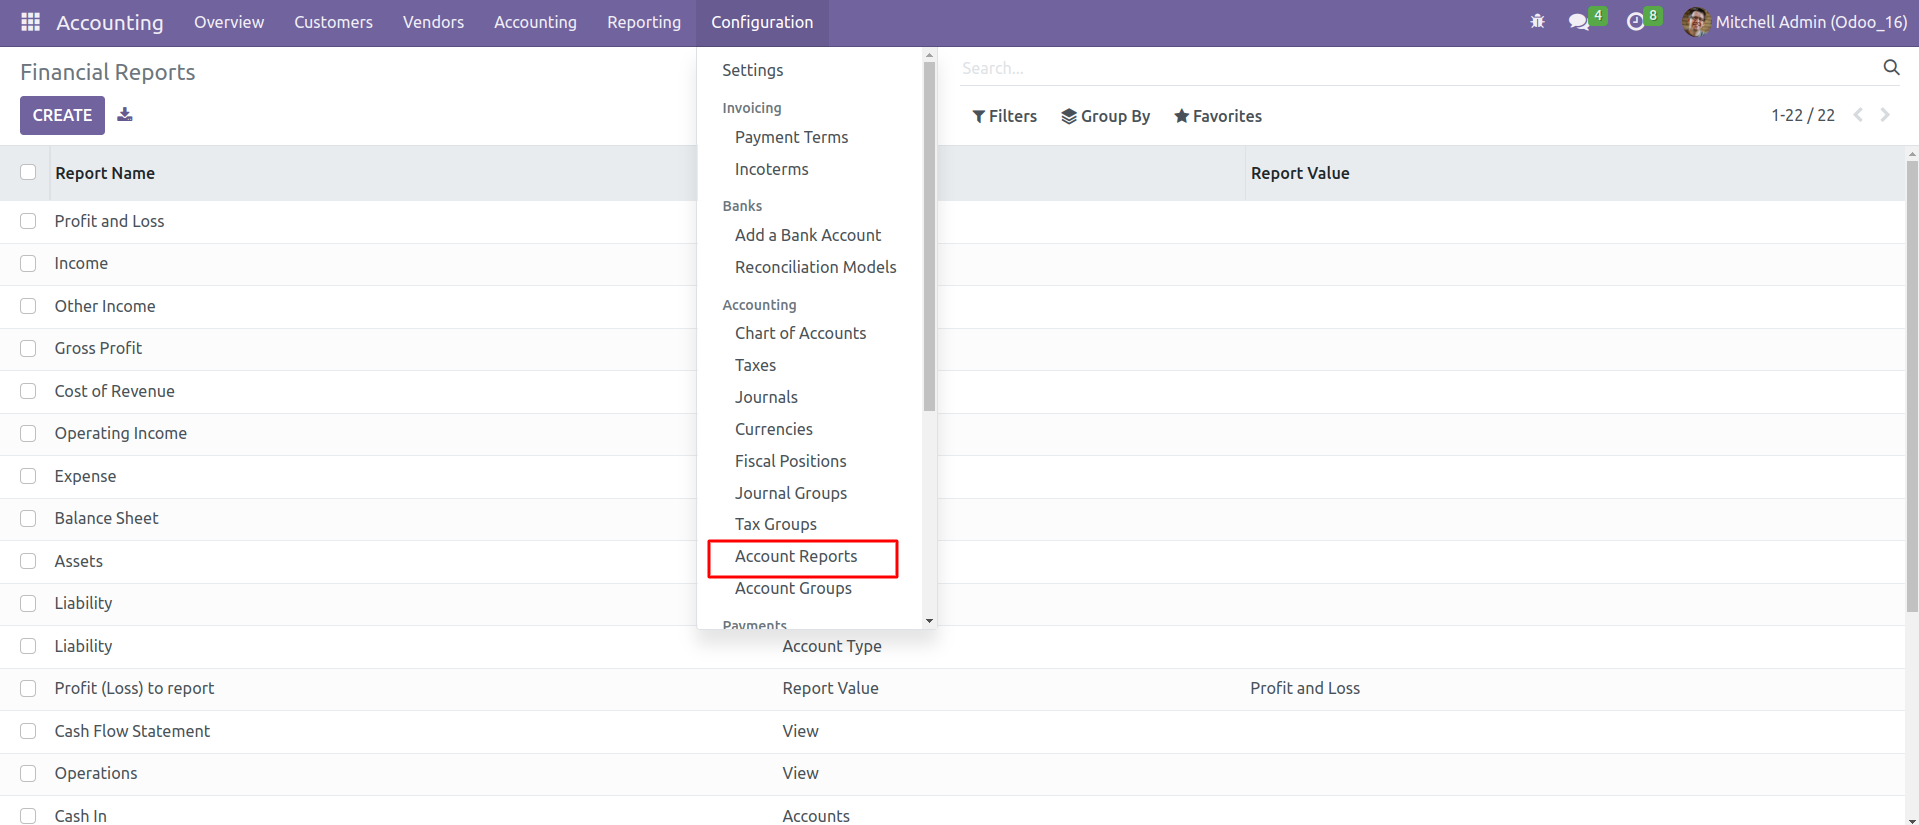 Accounting Overview Customers Vendors Accounting Reporting Configuration 4 8 Mitchell Admin (Odoo_16)
Financial Reports
Search...
CREATE
Filters Group By Favorites 1-22 / 22
Settings
Invoicing
Payment Terms
Incoterms
Banks
Add a Bank Account
Reconciliation Models
Accounting
Chart of Accounts
Taxes
Journals
Currencies
Fiscal Positions
Journal Groups
Tax Groups
Account Reports
Account Groups
Payments
Report Name Report Value
Profit and Loss
Income
Other Income
Gross Profit
Cost of Revenue
Operating Income
Expense
Balance Sheet
Assets
Liability
Liability Account Type
Profit (Loss) to report Report Value Profit and Loss
Cash Flow Statement View
Operations View
Cash In Accounts